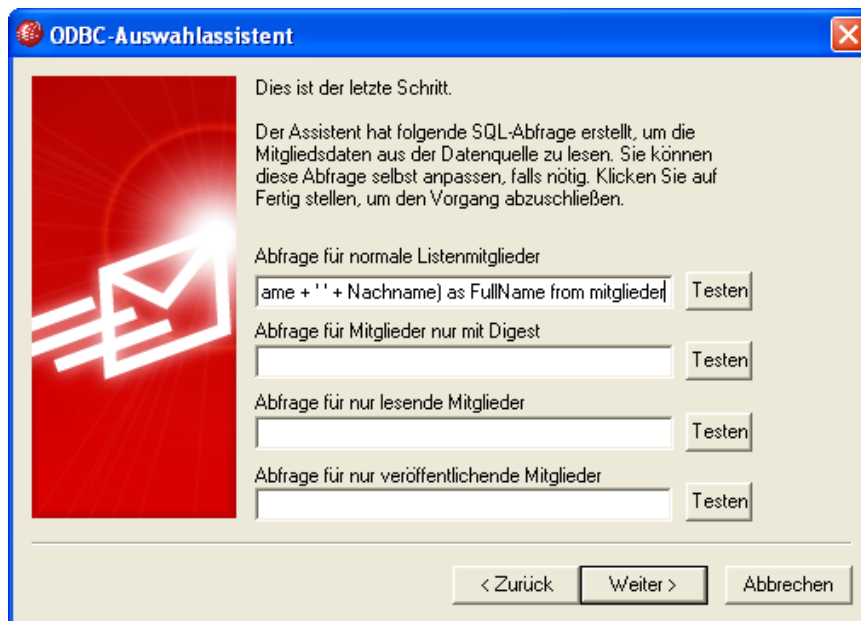 ODBC-Auswahlassistent
Dies ist der letzte Schritt.
Der Assistent hat folgende SQL-Abfrage erstellt, um die
Mitgliedsdaten aus der Datenquelle zu lesen. Sie können
diese Abfrage selbst anpassen, falls nötig. Klicken Sie auf
Fertig stellen, um den Vorgang abzuschließen.
Abfrage für normale Listenmitglieder
ame + ' ' + Nachname) as FullName from mitglieder Testen
Abfrage für Mitglieder nur mit Digest
Testen
Abfrage für nur lesende Mitglieder
Testen
Abfrage für nur veröffentlichende Mitglieder
Testen
< Zurück Weiter > Abbrechen